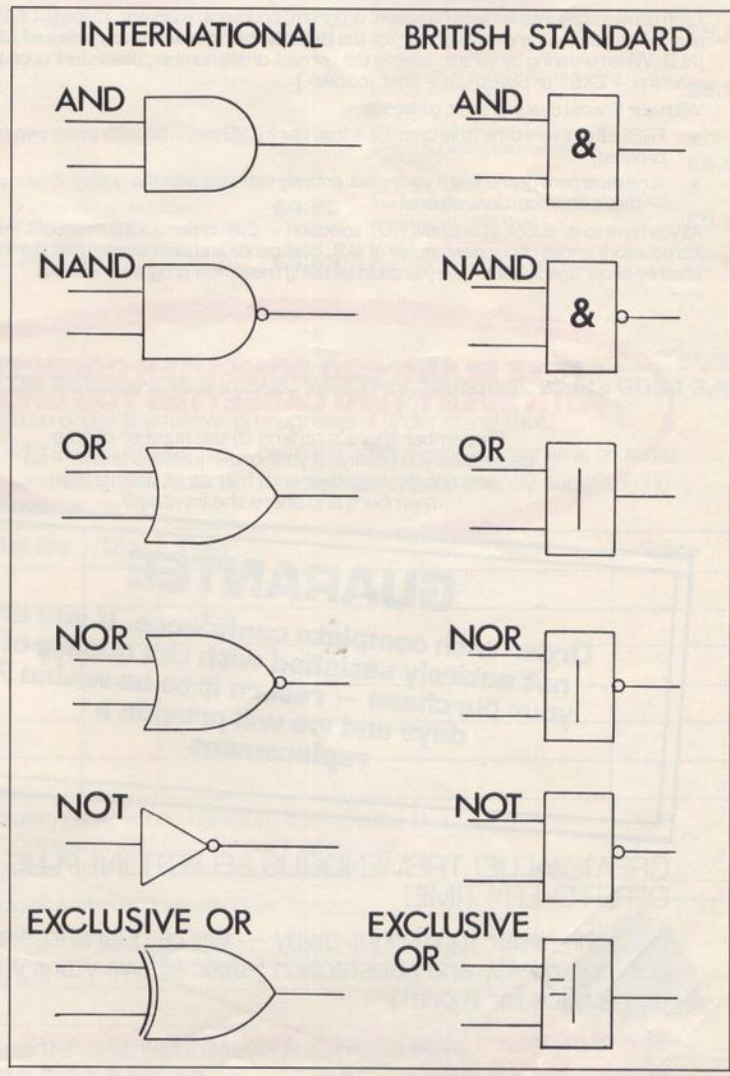 INTERNATIONAL BRITISH STANDARD
AND AND
&
NAND NAND
&
OR OR
NOR NOR
NOT NOT
EXCLUSIVE OR EXCLUSIVE
OR